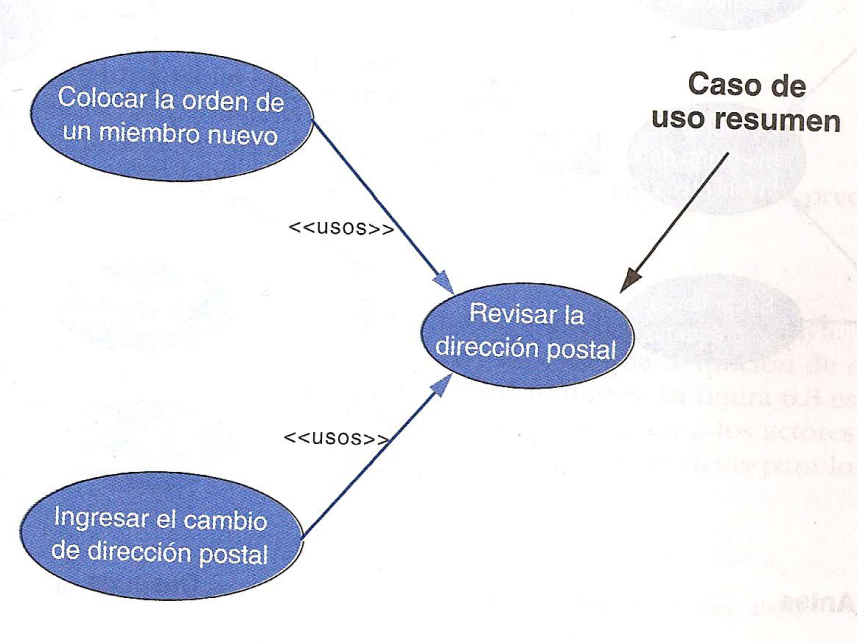 Colocar la orden de
un miembro nuevo
Caso de
uso resumen
<<usos>>
Revisar la
dirección postal
<<usos>>
Ingresar el cambio
de dirección postal